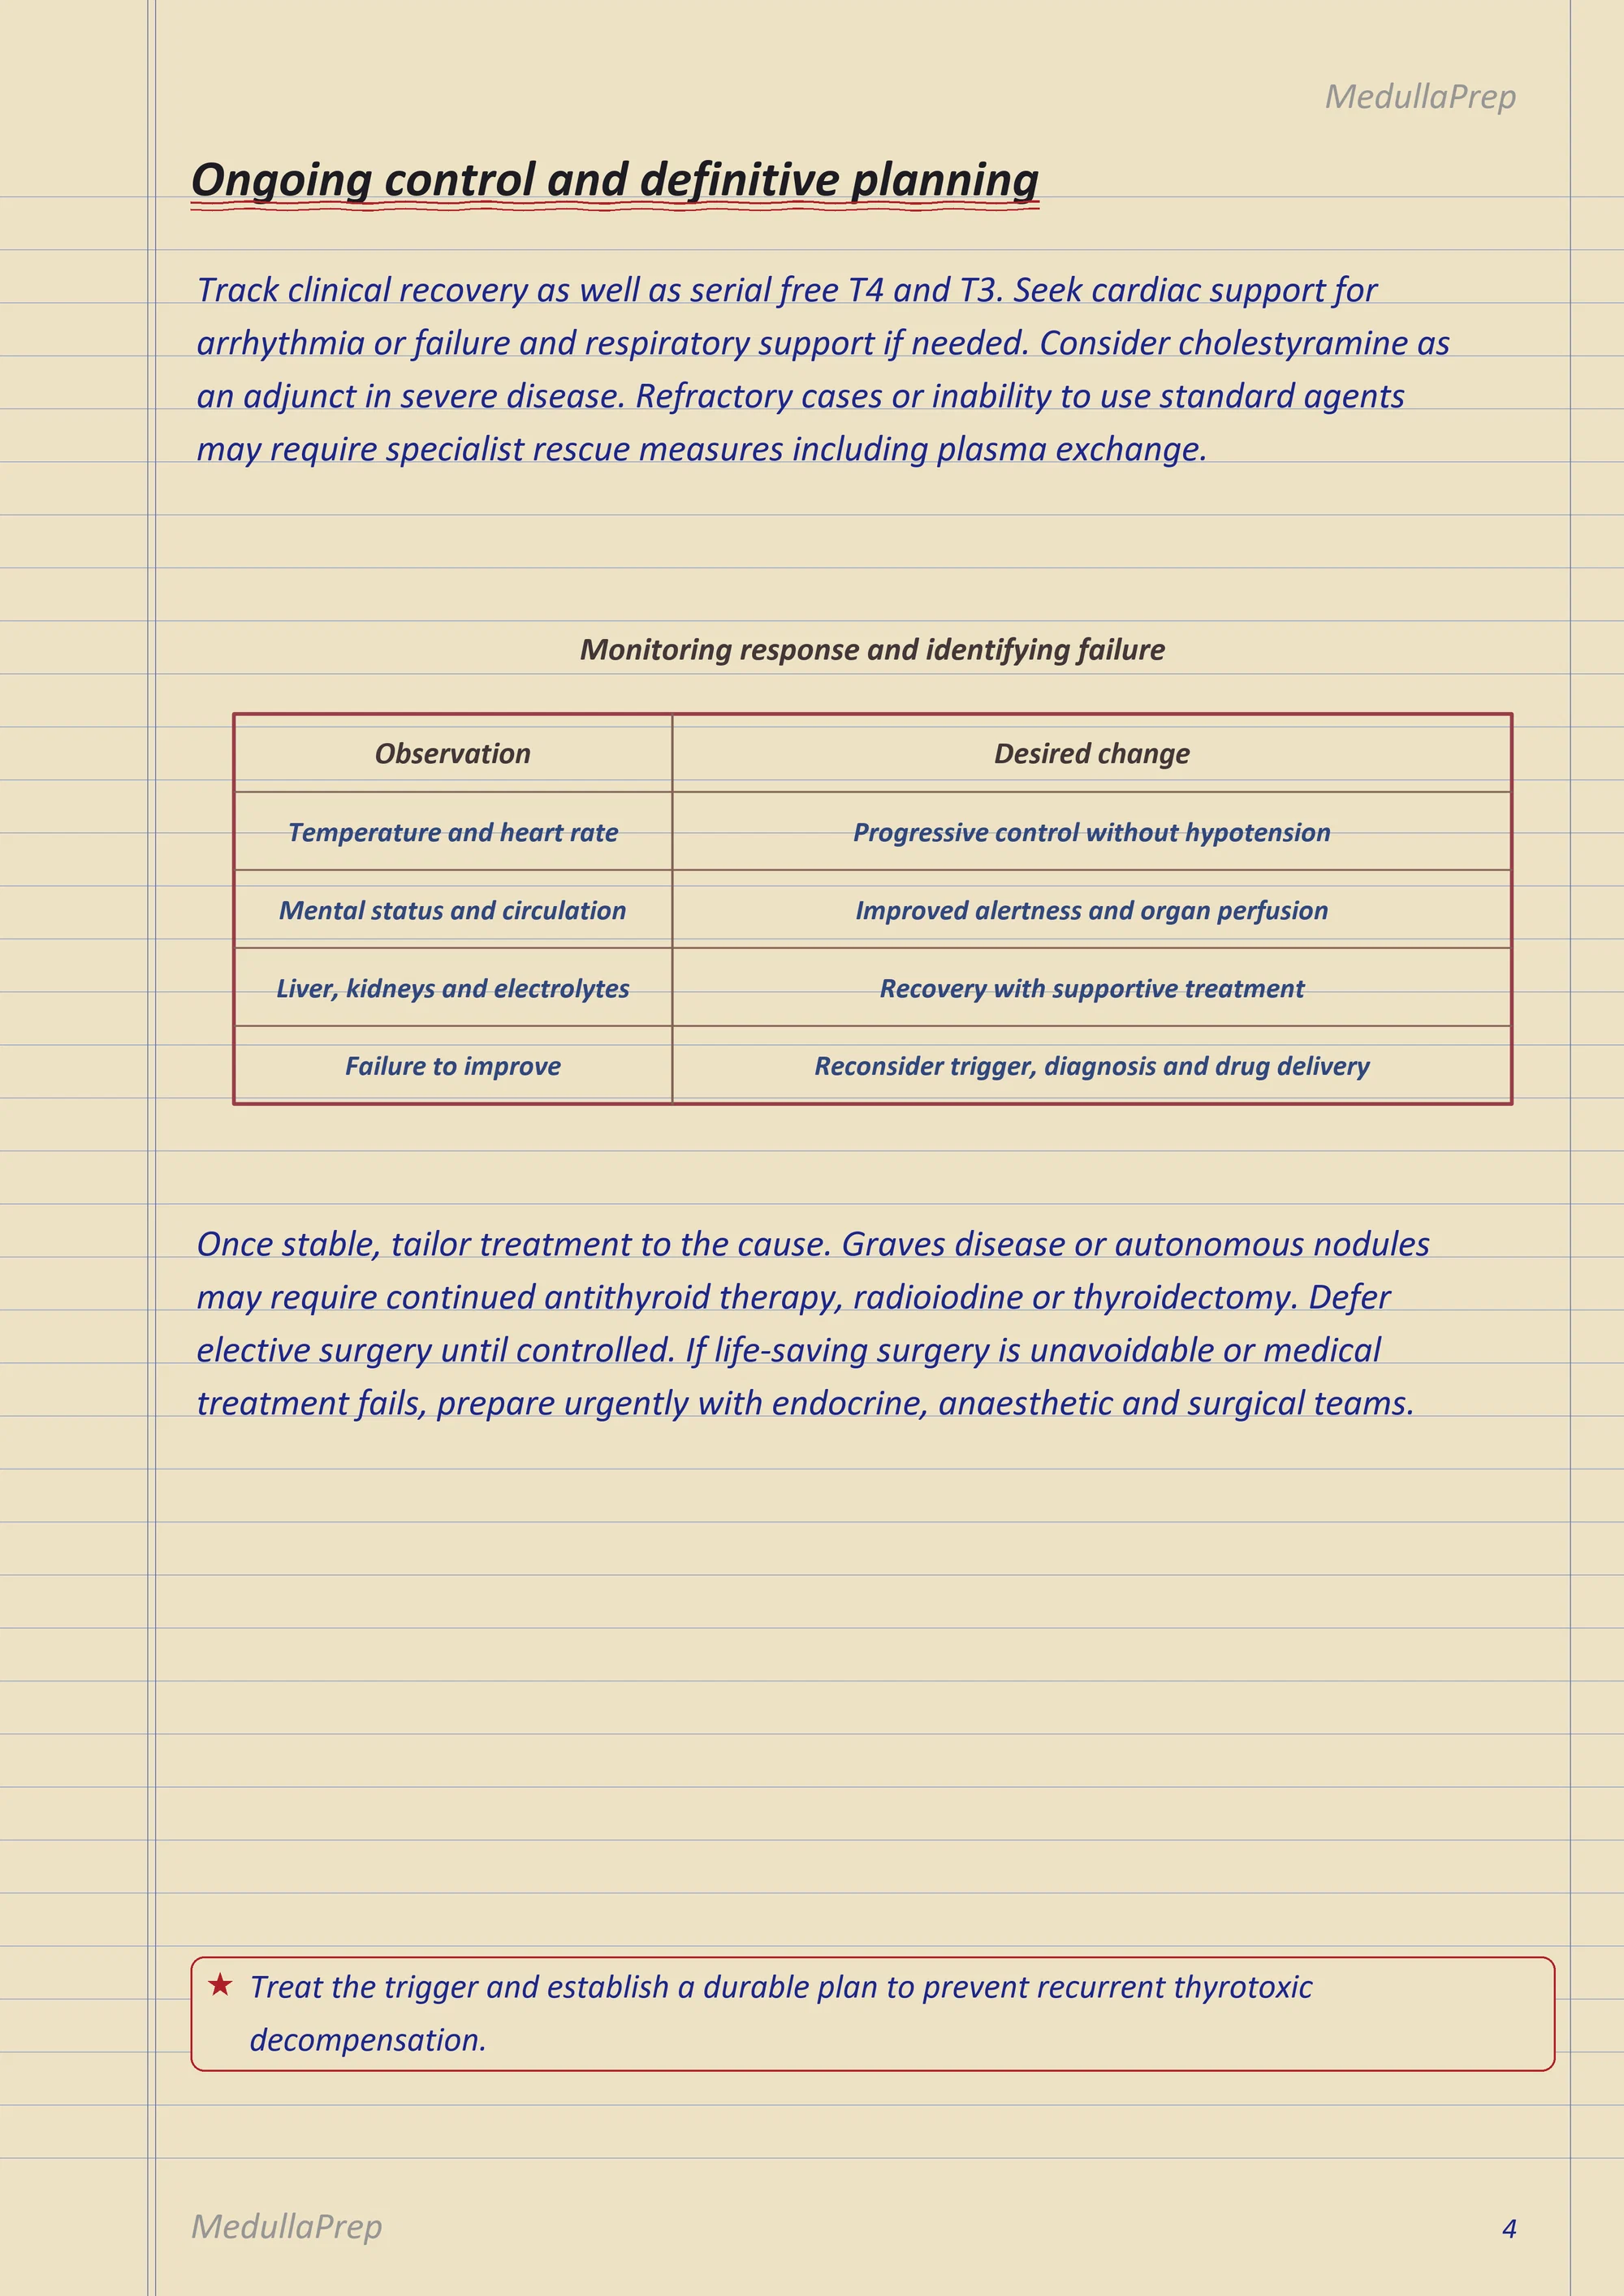 MedullaPrep
Ongoing control and definitive planning
Track clinical recovery as well as serial free T4 and T3. Seek cardiac support for
arrhythmia or failure and respiratory support if needed. Consider cholestyramine as
an adjunct in severe disease. Refractory cases or inability to use standard agents
may require specialist rescue measures including plasma exchange.
Monitoring response and identifying failure
Observation Desired change
Temperature and heart rate Progressive control without hypotension
Mental status and circulation Improved alertness and organ perfusion
Liver, kidneys and electrolytes Recovery with supportive treatment
Failure to improve Reconsider trigger, diagnosis and drug delivery
Once stable, tailor treatment to the cause. Graves disease or autonomous nodules
may require continued antithyroid therapy, radioiodine or thyroidectomy. Defer
elective surgery until controlled. If life-saving surgery is unavoidable or medical
treatment fails, prepare urgently with endocrine, anaesthetic and surgical teams.
★ Treat the trigger and establish a durable plan to prevent recurrent thyrotoxic
decompensation.
MedullaPrep 4